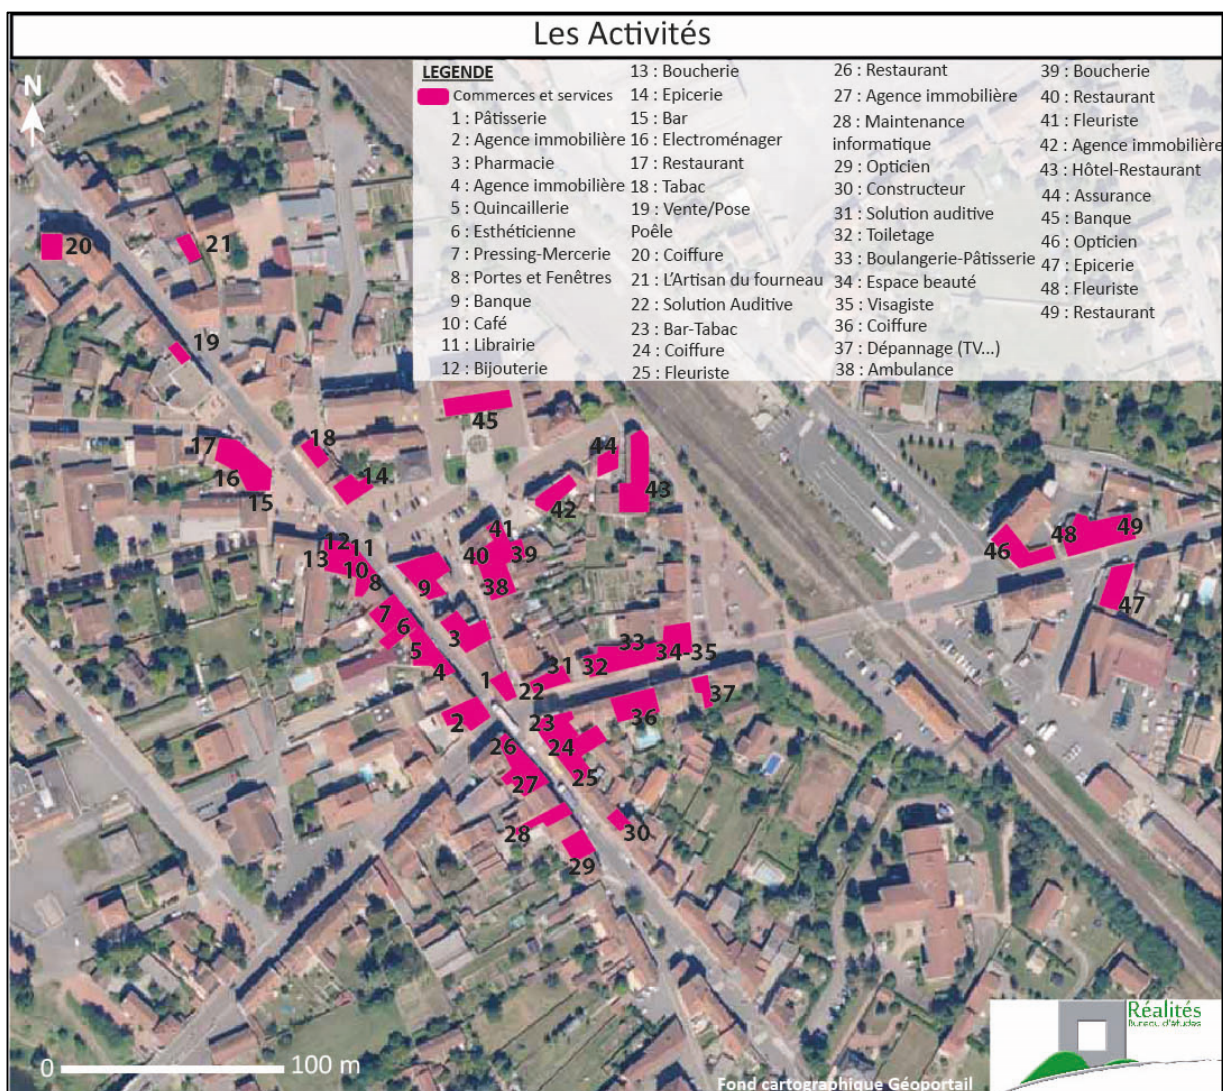 Les Activités
N
LEGENDE
Commerces et services
1 : Pâtisserie
2 : Agence immobilière
3 : Pharmacie
4 : Agence immobilière
5 : Quincaillerie
6 : Esthéticienne
7 : Pressing-Mercerie
8 : Portes et Fenêtres
9 : Banque
10 : Café
11 : Librairie
12 : Bijouterie
13 : Boucherie
14 : Epicerie
15 : Bar
16 : Electroménager
17 : Restaurant
18 : Tabac
19 : Vente/Pose
Poêle
20 : Coiffure
21 : L'Artisan du fourneau
22 : Solution Auditive
23 : Bar-Tabac
24 : Coiffure
25 : Fleuriste
26 : Restaurant
27 : Agence immobilière
28 : Maintenance
informatique
29 : Opticien
30 : Constructeur
31 : Solution auditive
32 : Toiletage
33 : Boulangerie-Pâtisserie
34 : Espace beauté
35 : Visagiste
36 : Coiffure
37 : Dépannage (TV...)
38 : Ambulance
39 : Boucherie
40 : Restaurant
41 : Fleuriste
42 : Agence immobilière
43 : Hôtel-Restaurant
44 : Assurance
45 : Banque
46 : Opticien
47 : Epicerie
48 : Fleuriste
49 : Restaurant
20
21
19
45
17
18
44
16
14
43
15
42
41
49
12
11
40
39
48
46
13
10
8
9
38
47
7
6
3
33
5
34-35
4
31
32
1
22
37
2
23
36
26
24
27
25
28
30
29
0
100 m
Réalités
Bureau d'études
Fond cartographique Géoportail